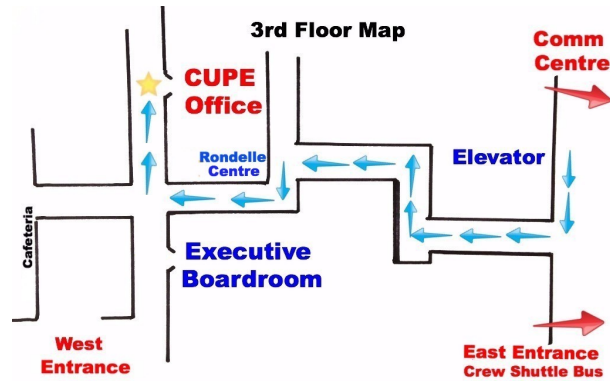 3rd Floor Map
Comm
Centre
CUPE
Office
Rondelle
Centre
Elevator
Cafeteria
Executive
Boardroom
West
Entrance
East Entrance
Crew Shuttle Bus